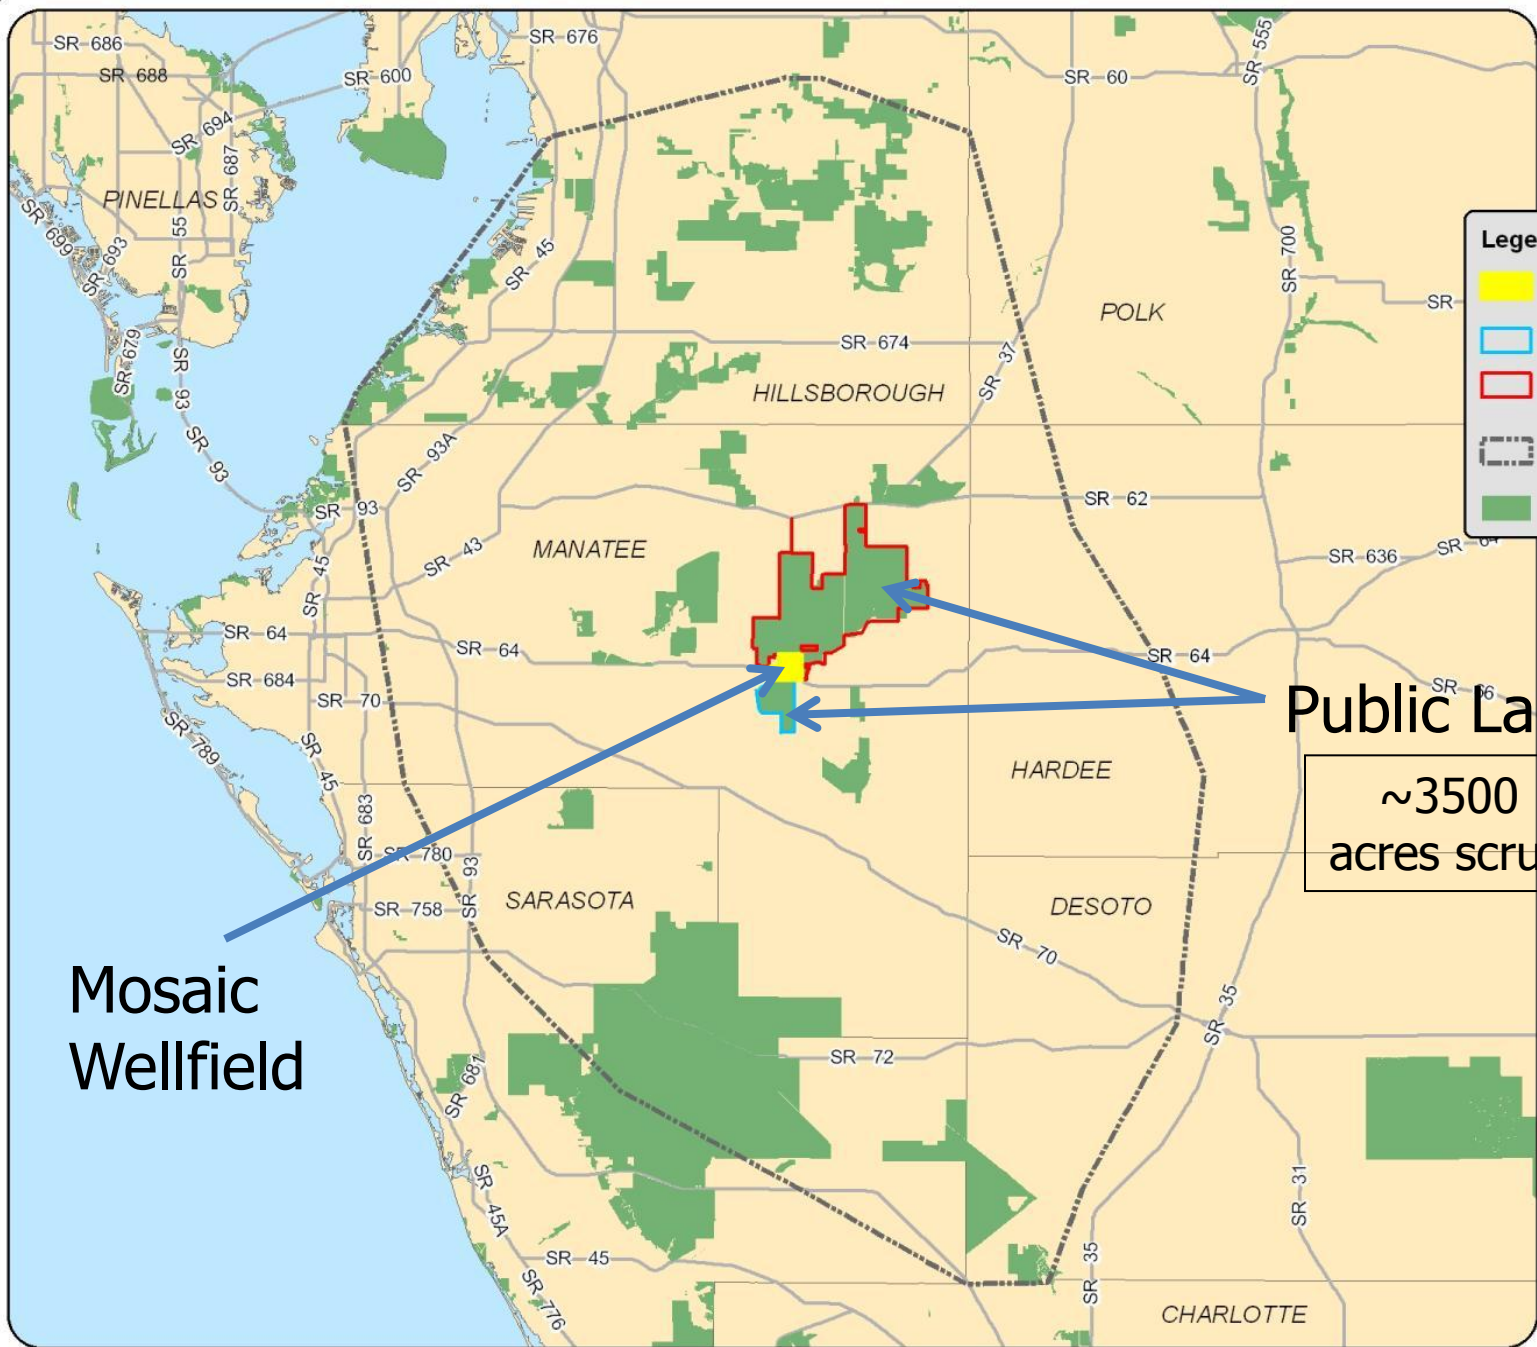 SR 686
SR 688
SR 600
SR 676
SR 60
SR 555
SR 694
SR 687
PINELLAS
SR 699
SR 693
SR 55
SR 45
SR 700
Lege
SR
POLK
SR 679
SR 93
SR 674
SR 37
HILLSBOROUGH
SR 93
SR 93A
SR 93
SR 62
SR 43
MANATEE
SR 636
SR 64
SR 45
SR 64
SR 64
SR 64
SR 684
SR 70
SR 66
Public La
SR 789
SR 45
HARDEE
~3500
acres scru
SR 683
SR 780
SR 93
SARASOTA
SR 758
DESOTO
SR 70
Mosaic
Wellfield
SR 35
SR 72
SR 681
SR 45A
SR 31
SR 45
SR 35
SR 776
CHARLOTTE